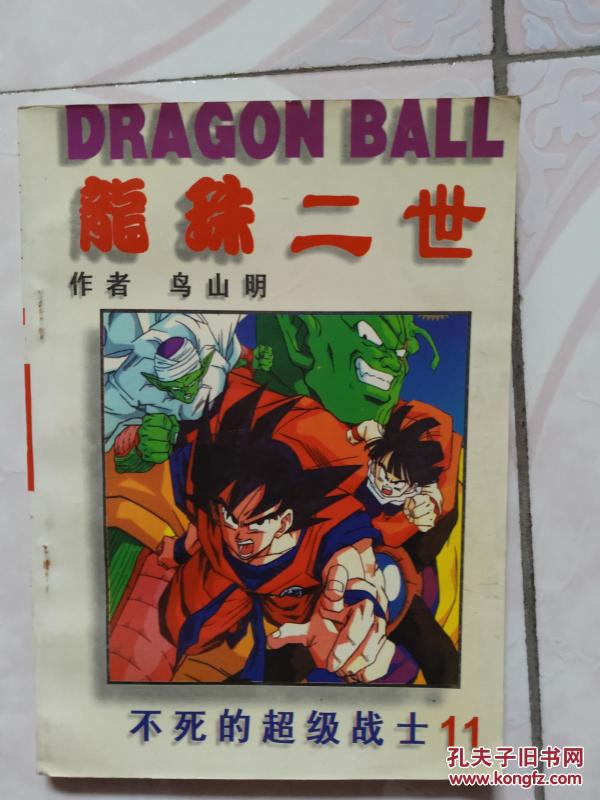 DRAGON BALL
龍珠二世
作者 鸟山明
不死的超级战士 11
孔夫子旧书网
www.kongfz.com